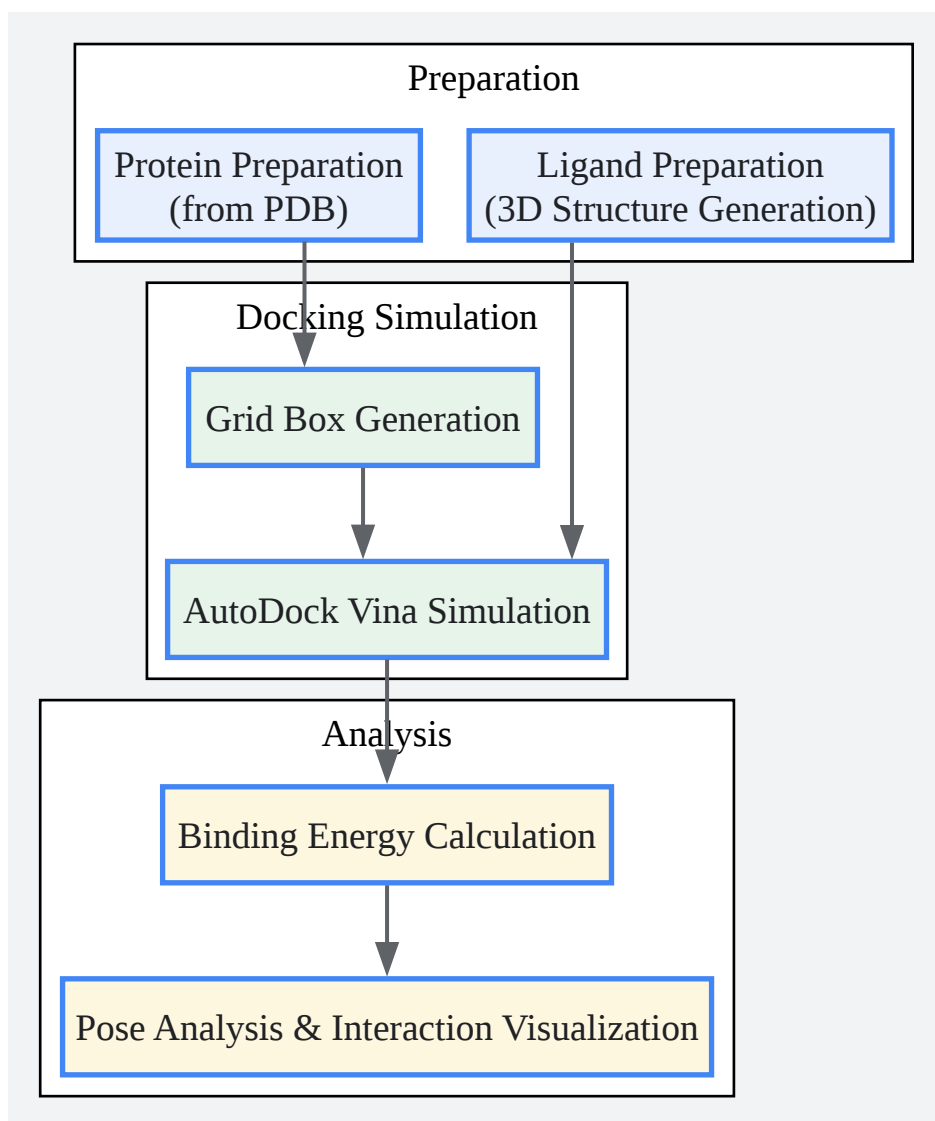 Preparation
Protein Preparation
(from PDB)
Ligand Preparation
(3D Structure Generation)
Docking Simulation
Grid Box Generation
AutoDock Vina Simulation
Analysis
Binding Energy Calculation
Pose Analysis & Interaction Visualization